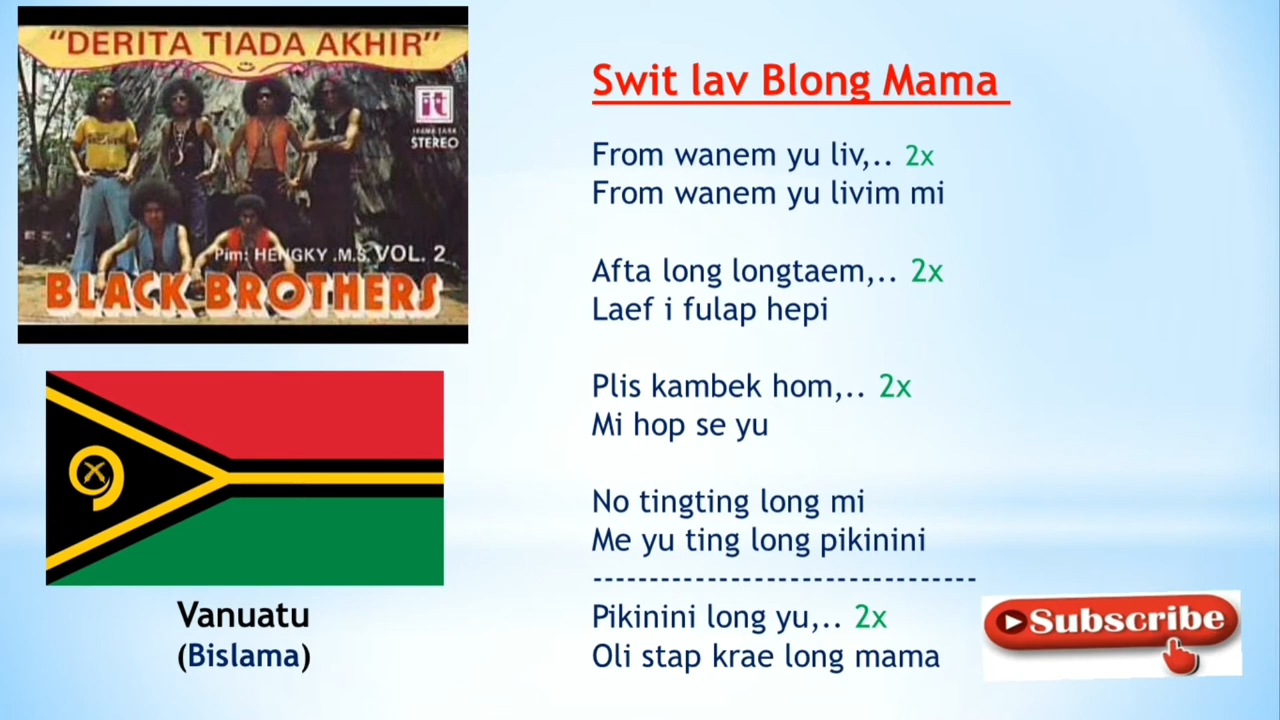 "DERITA TIADA AKHIR"
it
STEREO
Pim: HENGKY .M.S. VOL. 2
BLACK BROTHERS
Vanuatu
(Bislama)
Swit lav Blong Mama
From wanem yu liv,.. 2x
From wanem yu livim mi
Afta long longtaem,.. 2x
Laef i fulap hepi
Plis kambek hom,.. 2x
Mi hop se yu
No tingting long mi
Me yu ting long pikinini
----------------------------------
Pikinini long yu,.. 2x
Oli stap krae long mama
Subscribe